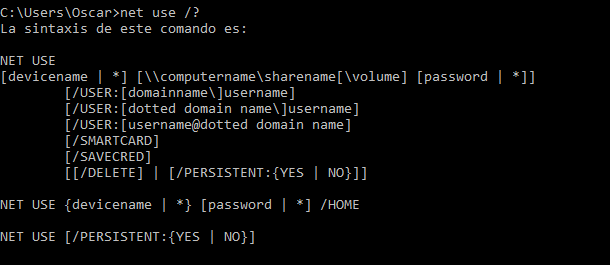 C:\Users\Oscar>net use /?
La sintaxis de este comando es:
NET USE
[devicename | *] [\\computername\sharename[\volume] [password | *]]
[/USER:[domainname\]username]
[/USER:[dotted domain name\]username]
[/USER:[username@dotted domain name]
[/SMARTCARD]
[/SAVECRED]
[[/DELETE] | [/PERSISTENT:{YES | NO}]]
NET USE {devicename | *} [password | *] /HOME
NET USE [/PERSISTENT:{YES | NO}]